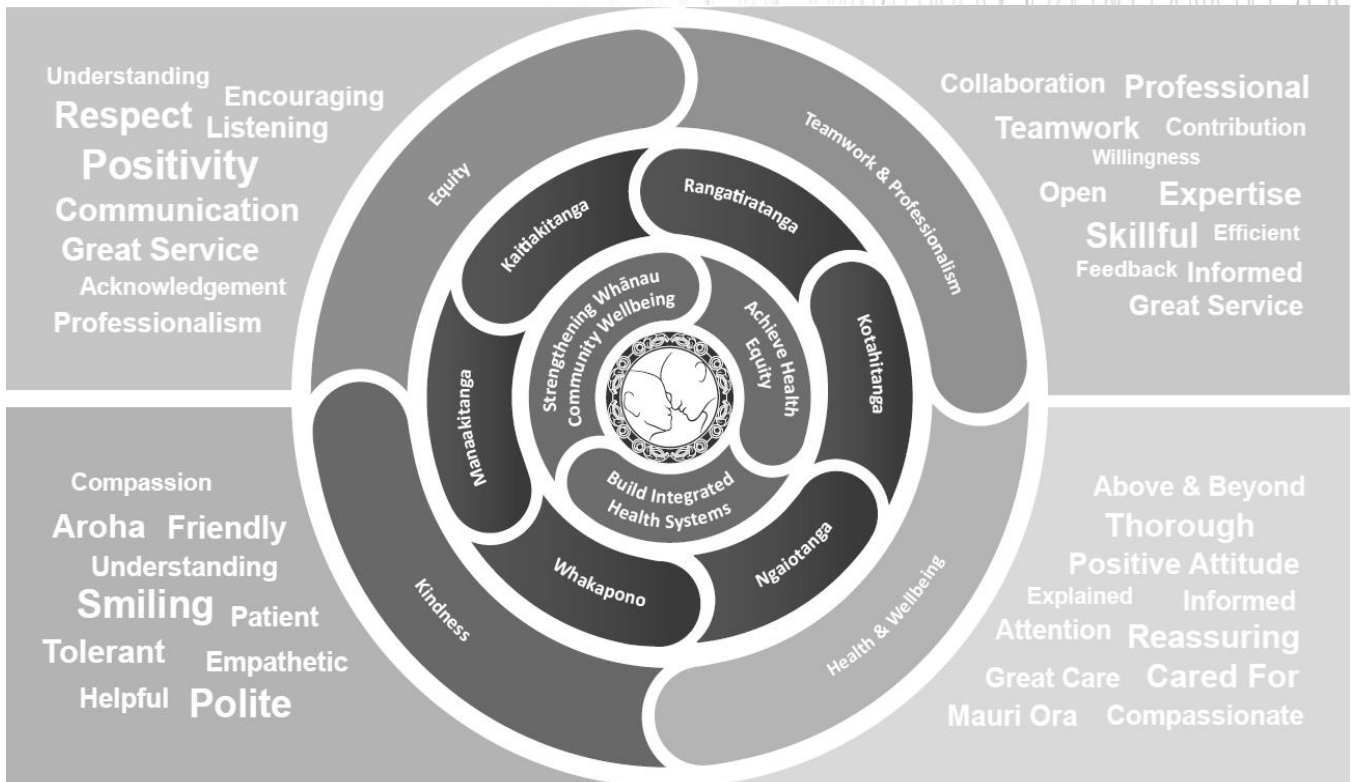 Understanding
Encouraging
Respect
Listening
Positivity
Communication
Great Service
Acknowledgement
Professionalism
Collaboration
Professional
Teamwork
Contribution
Willingness
Open
Expertise
Skillful
Efficient
Feedback
Informed
Great Service
Equity
Teamwork & Professionalism
Kaitiakitanga
Rangatiratanga
Manaakitanga
Kotahitanga
Strengthening Whānau
Community Wellbeing
Achieve Health
Equity
Build Integrated
Health Systems
Whakapono
Ngaiotanga
Kindness
Health & Wellbeing
Compassion
Aroha
Friendly
Understanding
Smiling
Patient
Tolerant
Empathetic
Helpful
Polite
Above & Beyond
Thorough
Positive Attitude
Explained
Informed
Attention
Reassuring
Great Care
Cared For
Mauri Ora
Compassionate